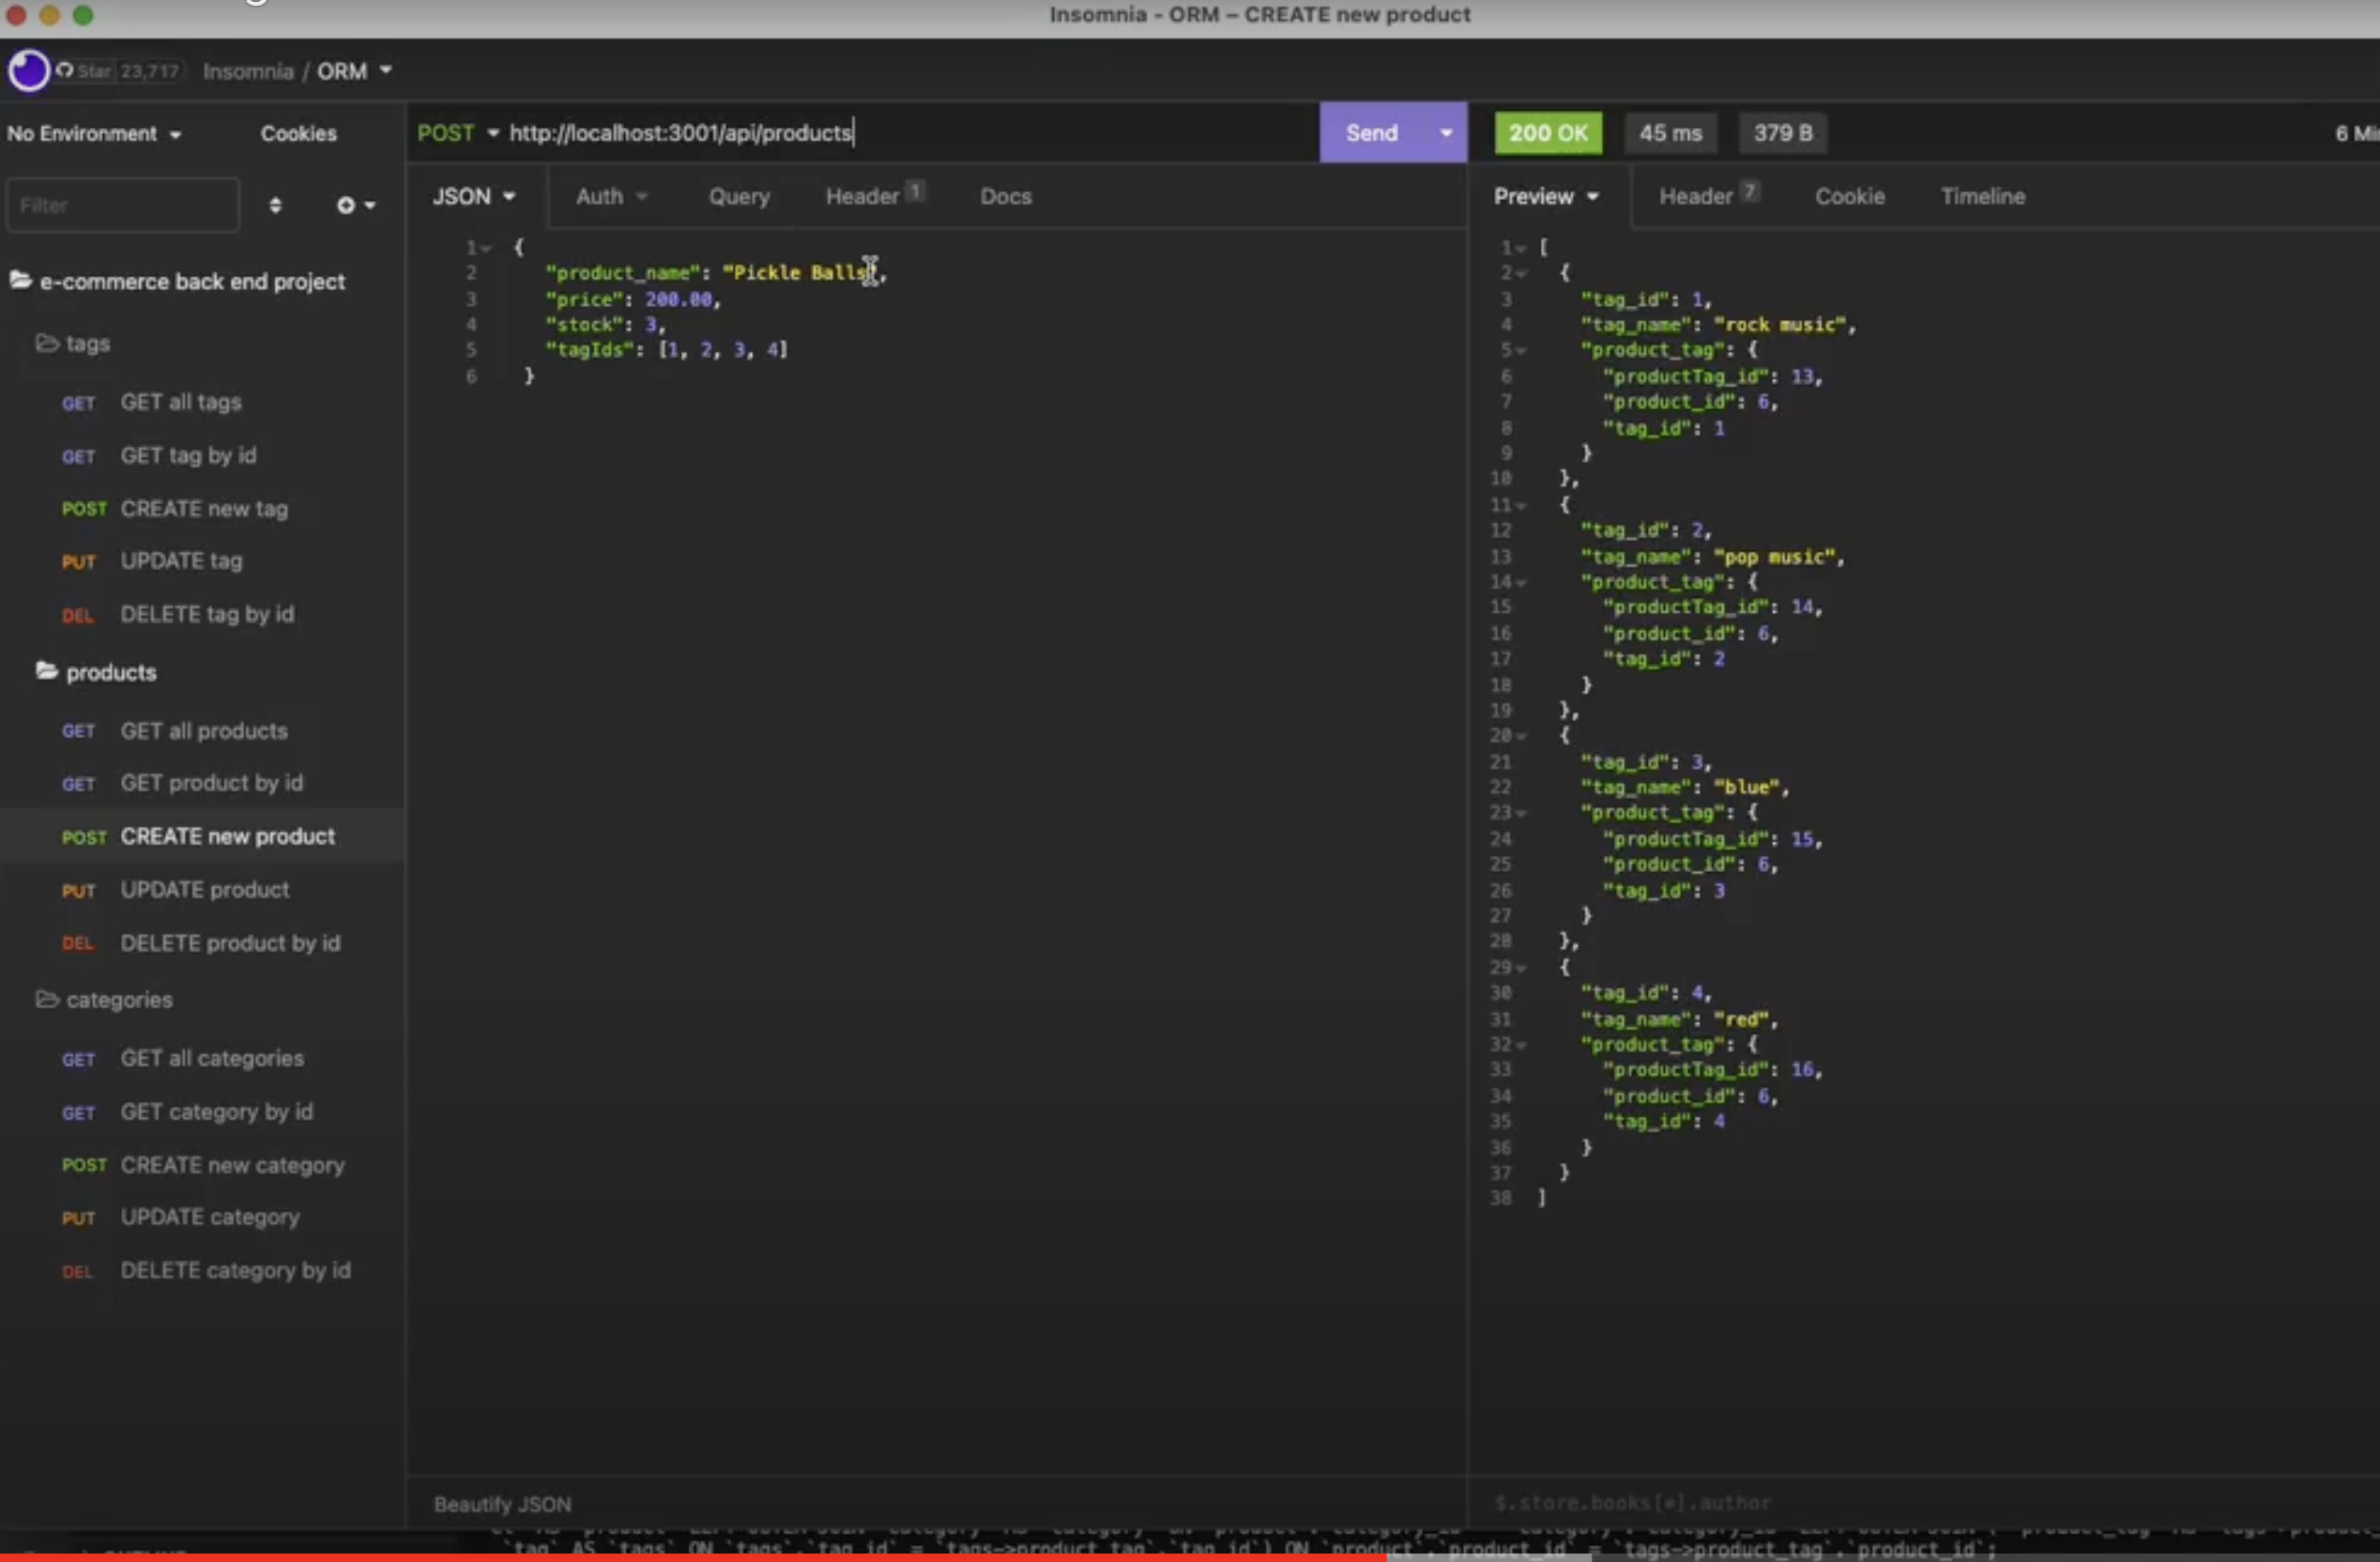 Insomnia - ORM – CREATE new product
Star 23,717
Insomnia / ORM
No Environment
Cookies
Filter
e-commerce back end project
tags
GET GET all tags
GET GET tag by id
POST CREATE new tag
PUT UPDATE tag
DEL DELETE tag by id
products
GET GET all products
GET GET product by id
POST CREATE new product
PUT UPDATE product
DEL DELETE product by id
categories
GET GET all categories
GET GET category by id
POST CREATE new category
PUT UPDATE category
DEL DELETE category by id
POST http://localhost:3001/api/products
Send
JSON Auth Query Header 1 Docs
1 {
2 "product_name": "Pickle Balls",
3 "price": 200.00,
4 "stock": 3,
5 "tagIds": [1, 2, 3, 4]
6 }
Beautify JSON
200 OK 45 ms 379 B
6 Mi
Preview Header 7 Cookie Timeline
1 [
2 {
3 "tag_id": 1,
4 "tag_name": "rock music",
5 "product_tag": {
6 "productTag_id": 13,
7 "product_id": 6,
8 "tag_id": 1
9 }
10 },
11 {
12 "tag_id": 2,
13 "tag_name": "pop music",
14 "product_tag": {
15 "productTag_id": 14,
16 "product_id": 6,
17 "tag_id": 2
18 }
19 },
20 {
21 "tag_id": 3,
22 "tag_name": "blue",
23 "product_tag": {
24 "productTag_id": 15,
25 "product_id": 6,
26 "tag_id": 3
27 }
28 },
29 {
30 "tag_id": 4,
31 "tag_name": "red",
32 "product_tag": {
33 "productTag_id": 16,
34 "product_id": 6,
35 "tag_id": 4
36 }
37 }
38 ]
$.store.books[*].author
`tag` AS `tags` ON `tags`.`tag_id` = `tags->product_tag`.`tag_id`) ON `product`.`product_id` = `tags->product_tag`.`product_id`;